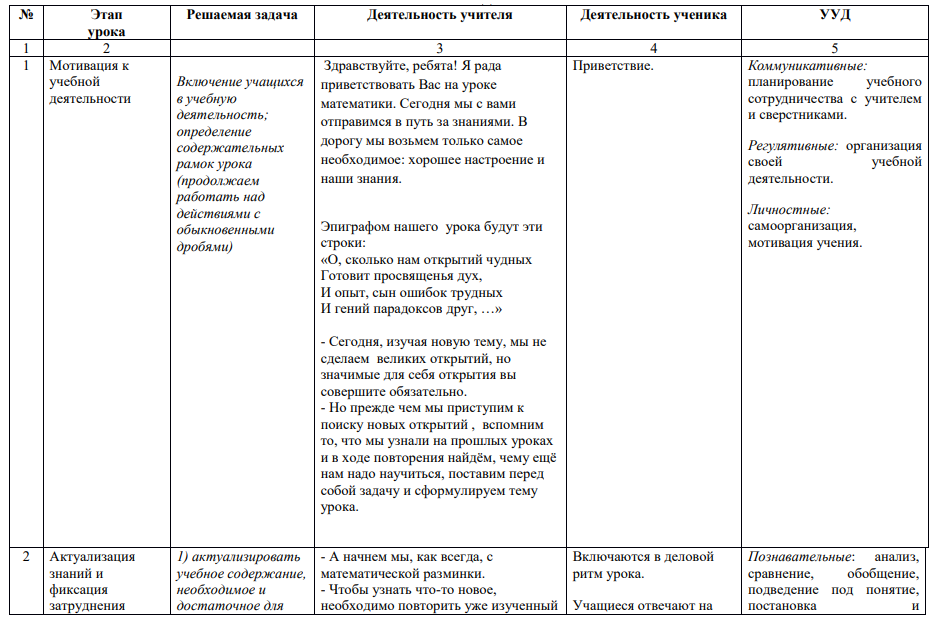 №
Этап
урока
Решаемая задача
Деятельность учителя
Деятельность ученика
УУД
1
2
3
4
5
1
Мотивация к
учебной
деятельности
Включение учащихся
в учебную
деятельность;
определение
содержательных
рамок урока
(продолжаем
работать над
действиями с
обыкновенными
дробями)
Здравствуйте, ребята! Я рада
приветствовать Вас на уроке
математики. Сегодня мы с вами
отправимся в путь за знаниями. В
дорогу мы возьмем только самое
необходимое: хорошее настроение и
наши знания.
Эпиграфом нашего урока будут эти
строки:
«О, сколько нам открытий чудных
Готовит просвященья дух,
И опыт, сын ошибок трудных
И гений парадоксов друг, …»
- Сегодня, изучая новую тему, мы не
сделаем великих открытий, но
значимые для себя открытия вы
совершите обязательно.
- Но прежде чем мы приступим к
поиску новых открытий , вспомним
то, что мы узнали на прошлых уроках
и в ходе повторения найдём, чему ещё
нам надо научиться, поставим перед
собой задачу и сформулируем тему
урока.
Приветствие.
Коммуникативные:
планирование учебного
сотрудничества с учителем
и сверстниками.
Регулятивные: организация
своей учебной
деятельности.
Личностные:
самоорганизация,
мотивация учения.
2
Актуализация
знаний и
фиксация
затруднения
1) актуализировать
учебное содержание,
необходимое и
достаточное для
- А начнем мы, как всегда, с
математической разминки.
- Чтобы узнать что-то новое,
необходимо повторить уже изученный
Включаются в деловой
ритм урока.
Учащиеся отвечают на
Познавательные: анализ,
сравнение, обобщение,
подведение под понятие,
постановка и